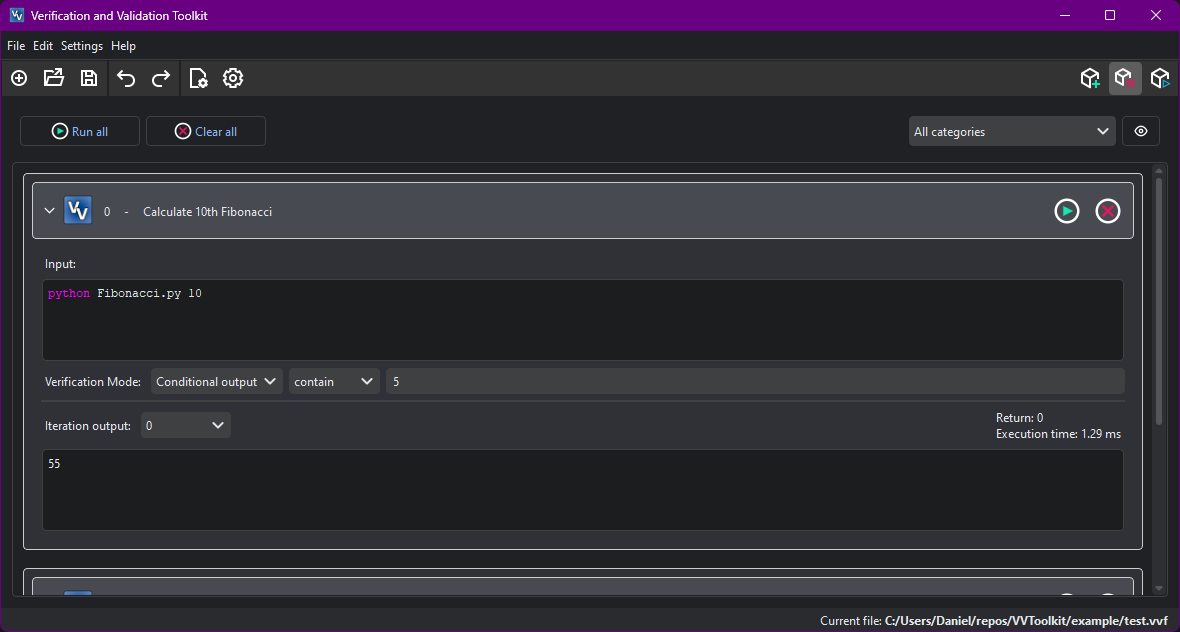 VV Verification and Validation Toolkit
File Edit Settings Help
Run all Clear all All categories
VV 0 - Calculate 10th Fibonacci
Input:
python Fibonacci.py 10
Verification Mode: Conditional output contain 5
Iteration output: 0
Return: 0
Execution time: 1.29 ms
55
Current file: C:/Users/Daniel/repos/VVToolkit/example/test.vvf